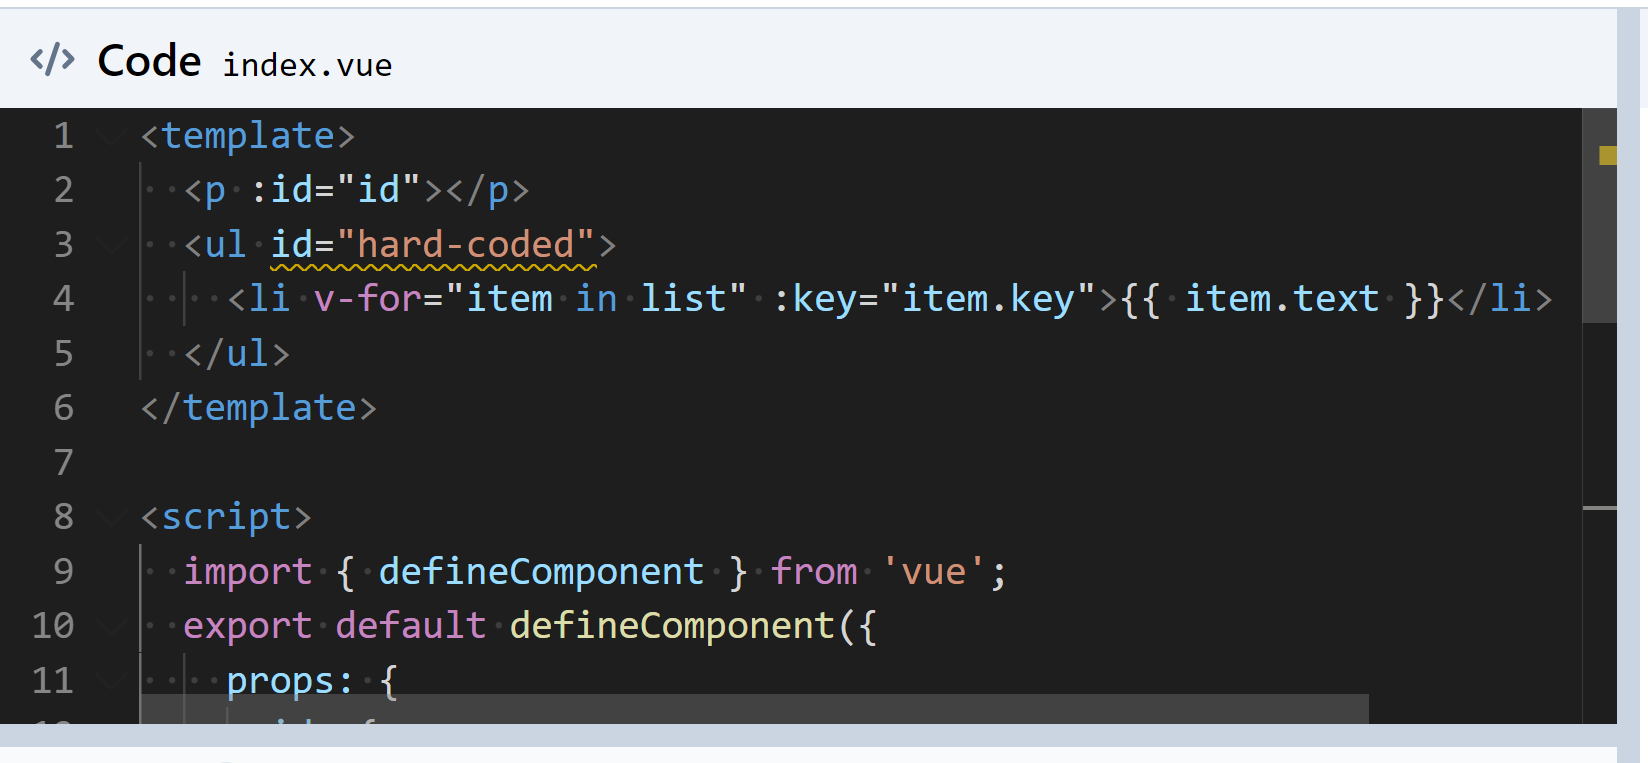 </> Code index.vue
1 <template>
2 <p :id="id"></p>
3 <ul id="hard-coded">
4 <li v-for="item in list" :key="item.key">{{ item.text }}</li>
5 </ul>
6 </template>
7
8 <script>
9 import { defineComponent } from 'vue';
10 export default defineComponent({
11 props: {